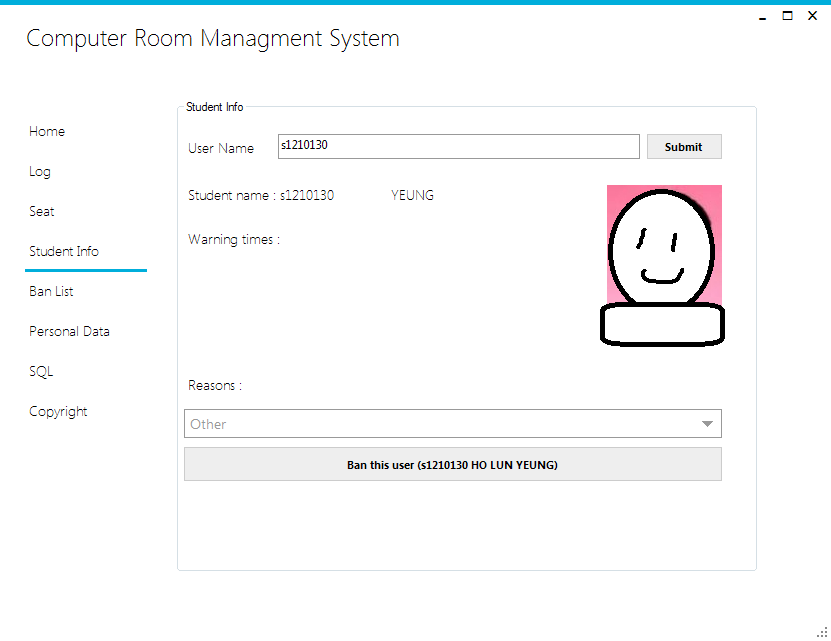 Computer Room Managment System
Home
Log
Seat
Student Info
Ban List
Personal Data
SQL
Copyright
Student Info
User Name s1210130 Submit
Student name : s1210130 YEUNG
Warning times :
Reasons :
Other
Ban this user (s1210130 HO LUN YEUNG)